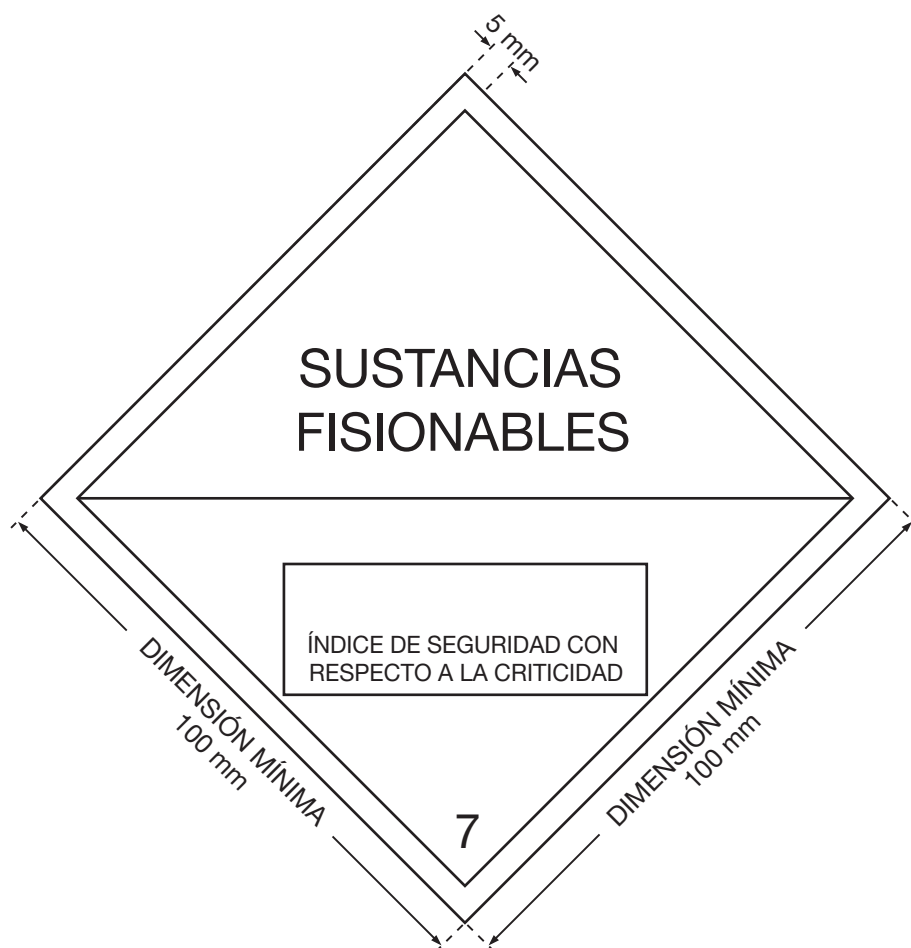 5 mm
SUSTANCIAS
FISIONABLES
ÍNDICE DE SEGURIDAD CON
RESPECTO A LA CRITICIDAD
DIMENSIÓN MÍNIMA
100 mm
DIMENSIÓN MÍNIMA
100 mm
7